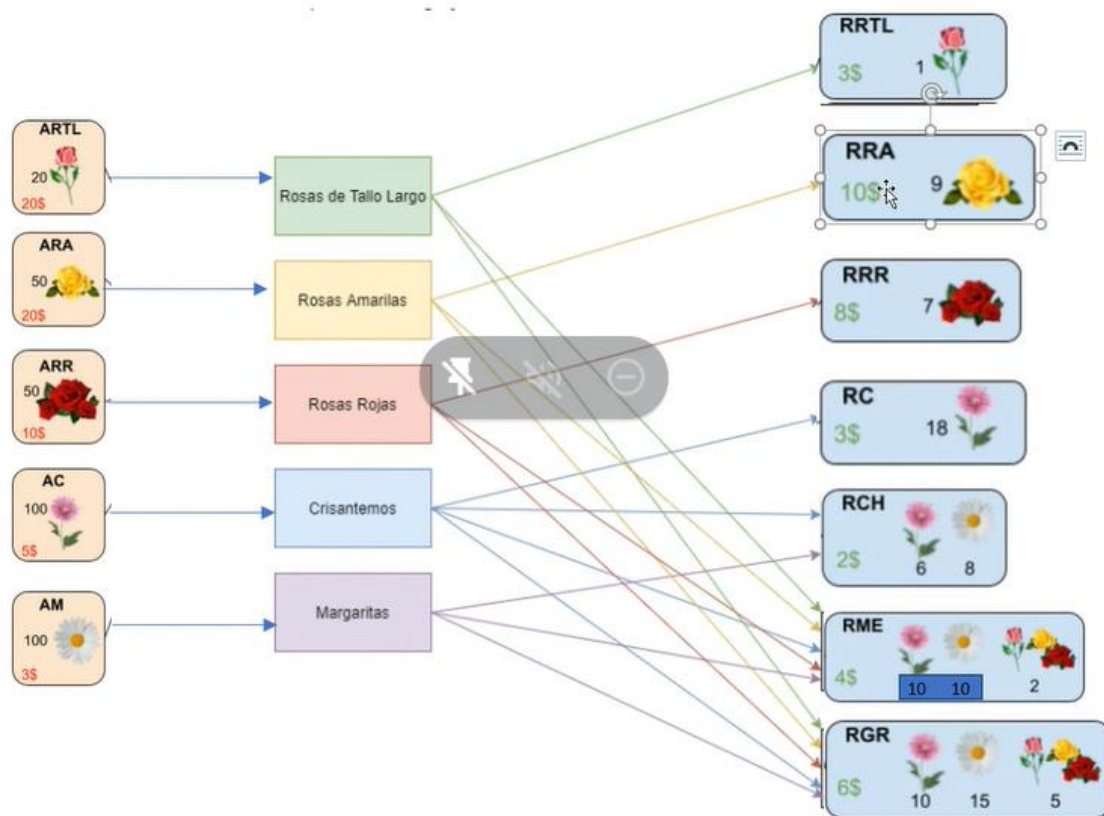 ARTL
20
20$
ARA
50
20$
ARR
50
10$
AC
100
5$
AM
100
3$
Rosas de Tallo Largo
Rosas Amarilas
Rosas Rojas
Crisantemos
Margaritas
RRTL
3$
1
RRA
10$
9
RRR
8$
7
RC
3$
18
RCH
2$
6 8
RME
4$
10 10 2
RGR
6$
10 15 5